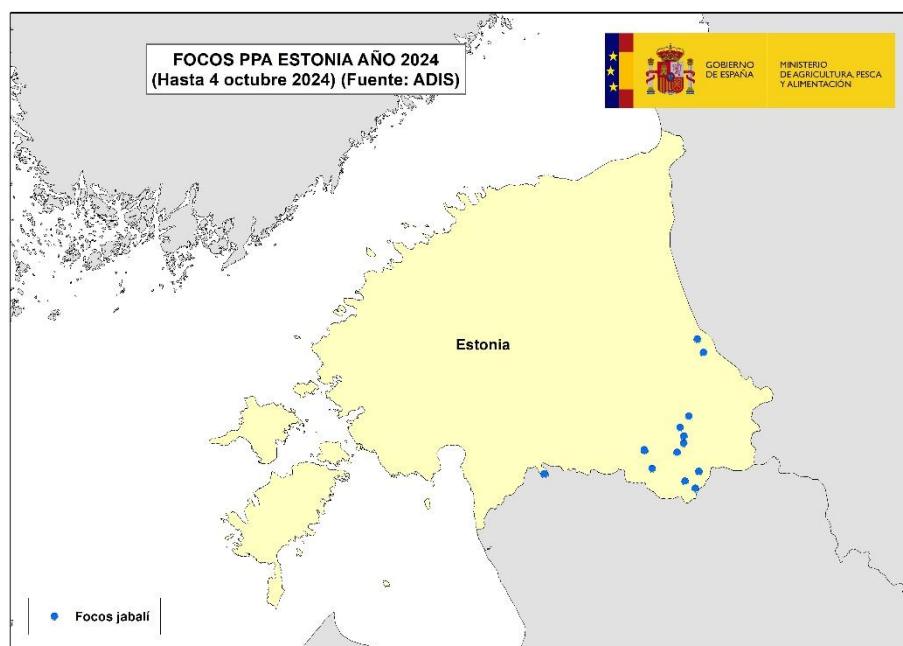 FOCOS PPA ESTONIA AÑO 2024
(Hasta 4 octubre 2024) (Fuente: ADIS)
GOBIERNO
DE ESPAÑA
MINISTERIO
DE AGRICULTURA, PESCA
Y ALIMENTACIÓN
Estonia
Focos jabalí